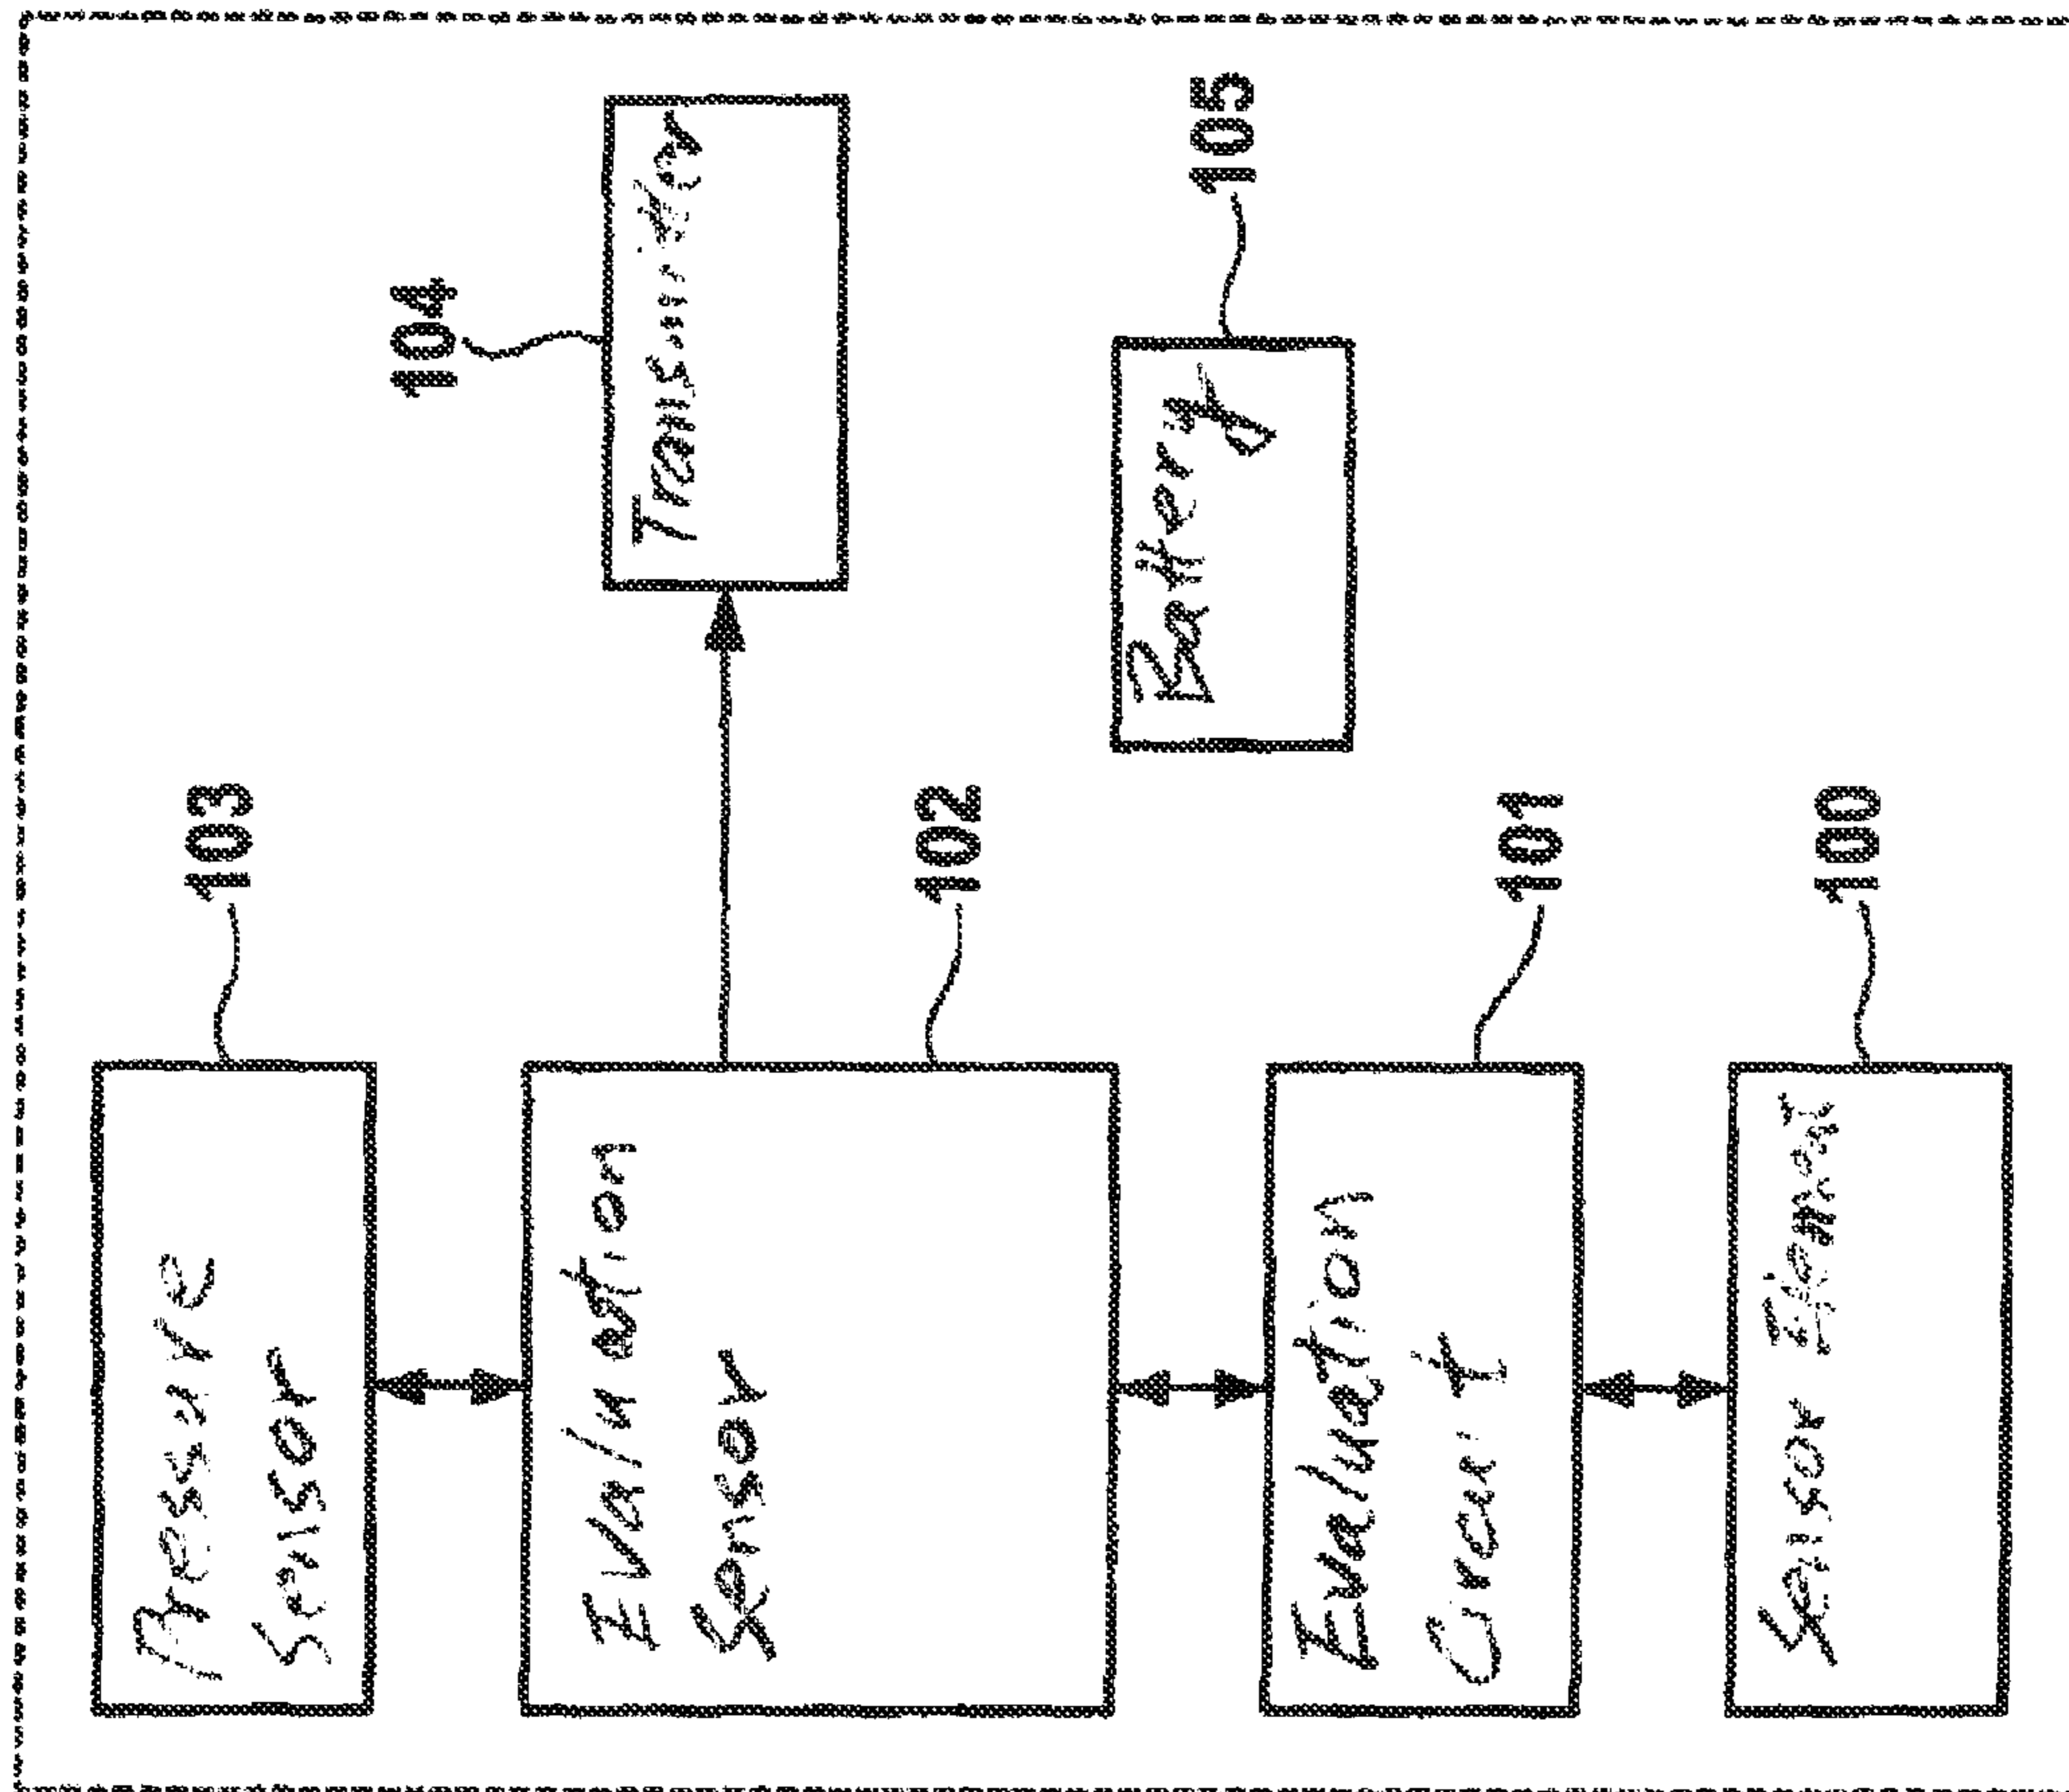 Pressure
Sensor
103
104
Transmitter
Evaluation
Sensor
102
105
Battery
Evaluation
Circuit
101
Sensor Element
100